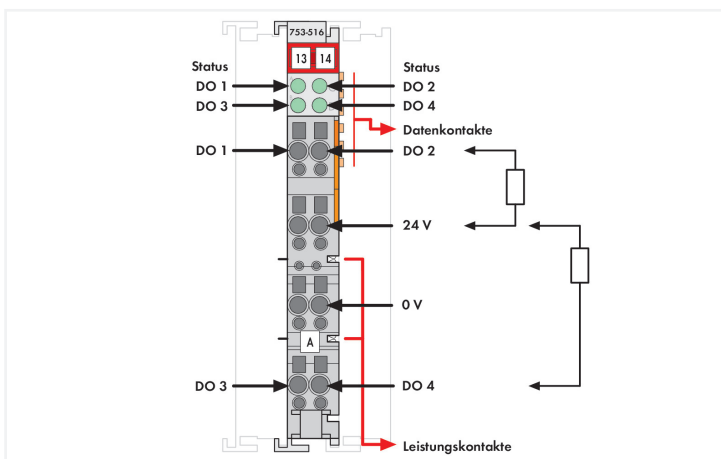 753-516
13 14
Status Status
DO 1 DO 2
DO 3 DO 4
Datenkontakte
DO 1 DO 2
24 V
0 V
A
DO 3 DO 4
Leistungskontakte